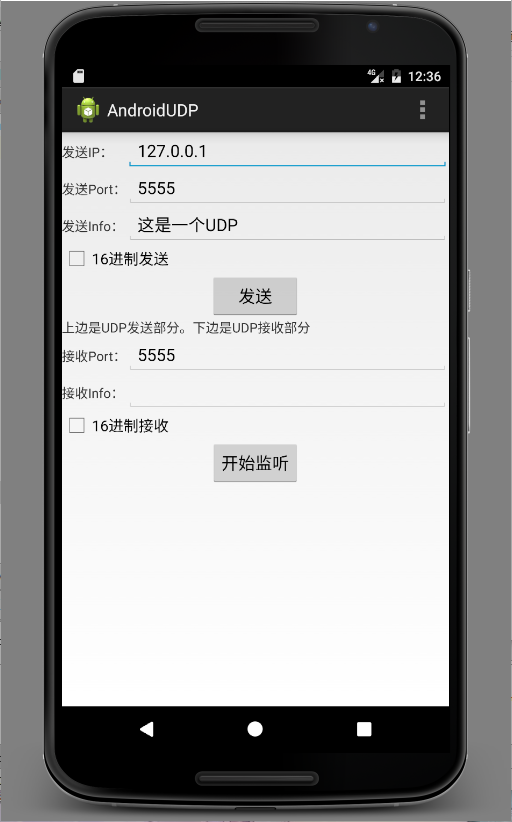 4G 12:36
AndroidUDP
发送IP： 127.0.0.1
发送Port： 5555
发送Info： 这是一个UDP
16进制发送
发送
上边是UDP发送部分。下边是UDP接收部分
接收Port： 5555
接收Info：
16进制接收
开始监听